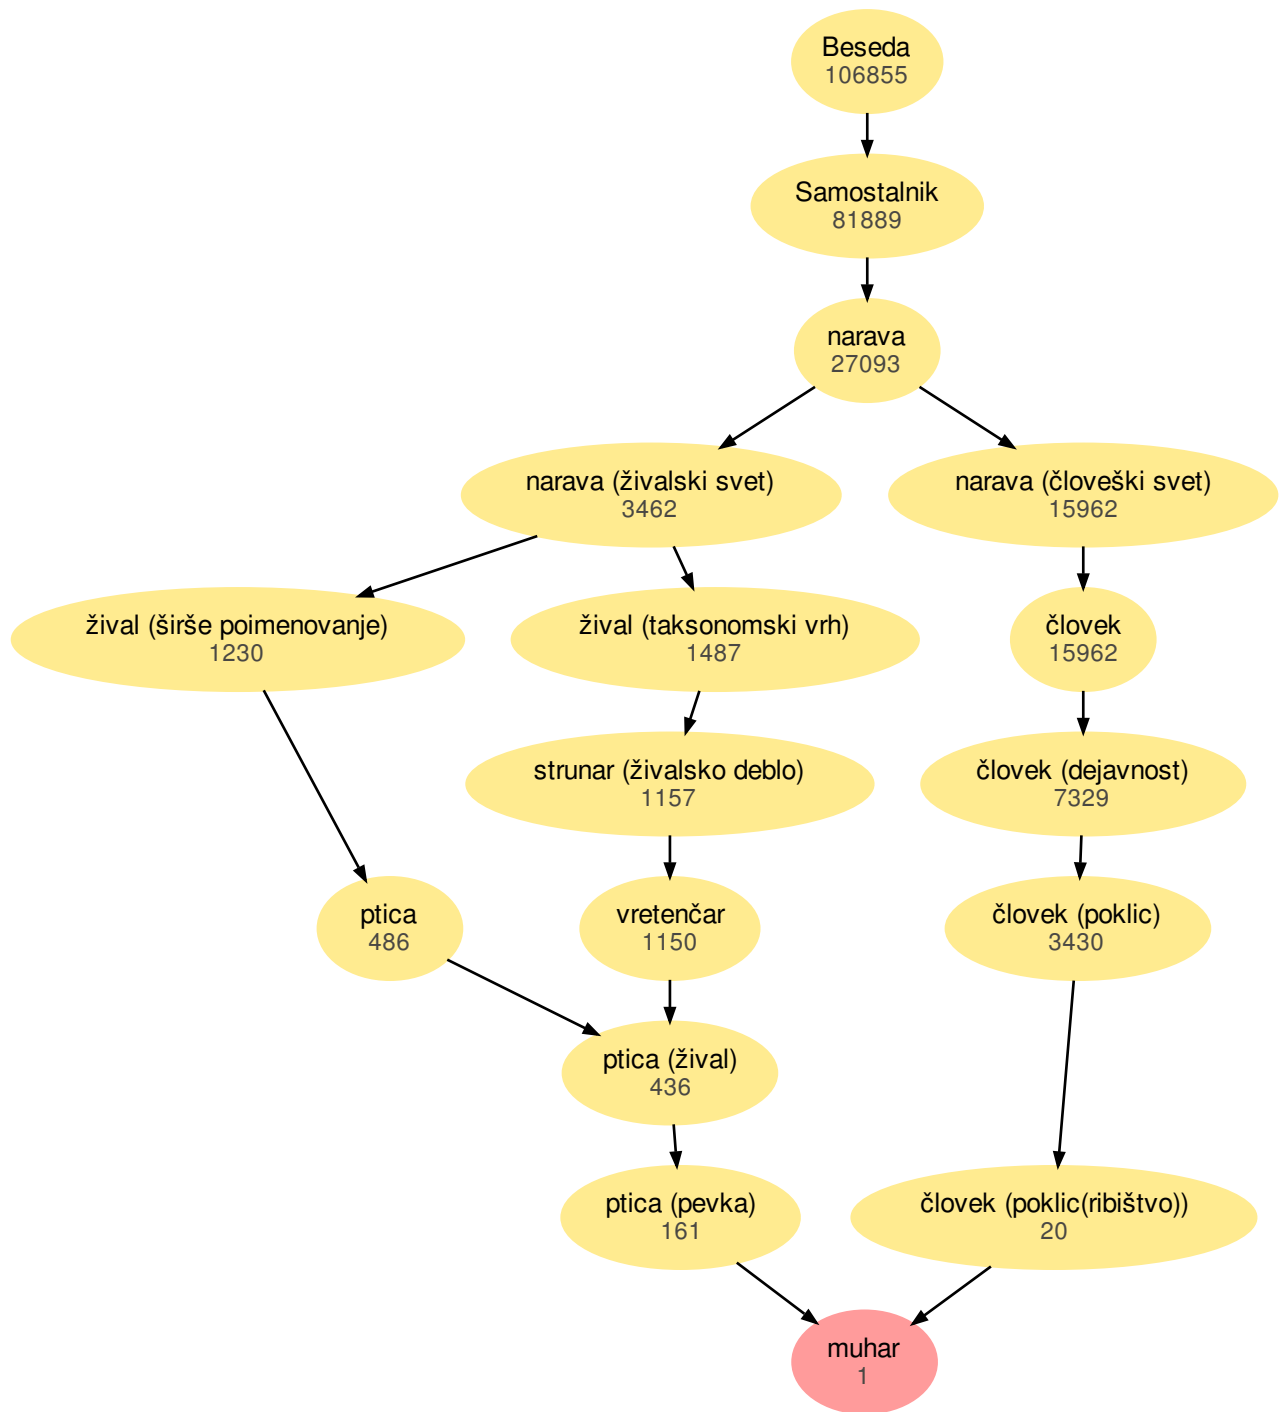 Beseda
106855
Samostalnik
81889
narava
27093
narava (živalski svet)
3462
narava (človeški svet)
15962
žival (širše poimenovanje)
1230
žival (taksonomski vrh)
1487
človek
15962
strunar (živalsko deblo)
1157
človek (dejavnost)
7329
ptica
486
vretenčar
1150
človek (poklic)
3430
ptica (žival)
436
ptica (pevka)
161
človek (poklic(ribištvo))
20
muhar
1